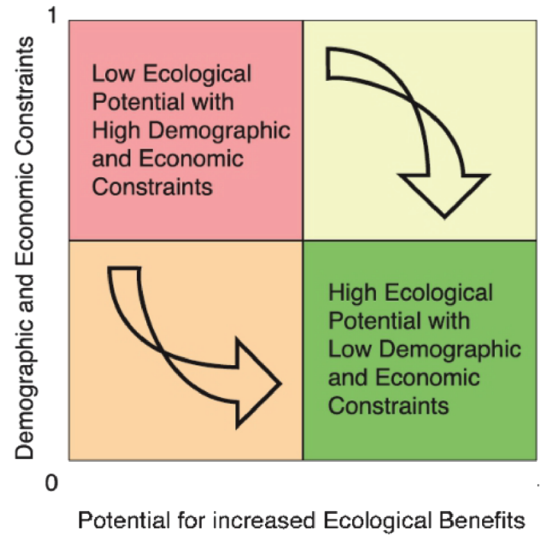 1
Demographic and Economic Constraints
Low Ecological
Potential with
High Demographic
and Economic
Constraints
High Ecological
Potential with
Low Demographic
and Economic
Constraints
0
Potential for increased Ecological Benefits